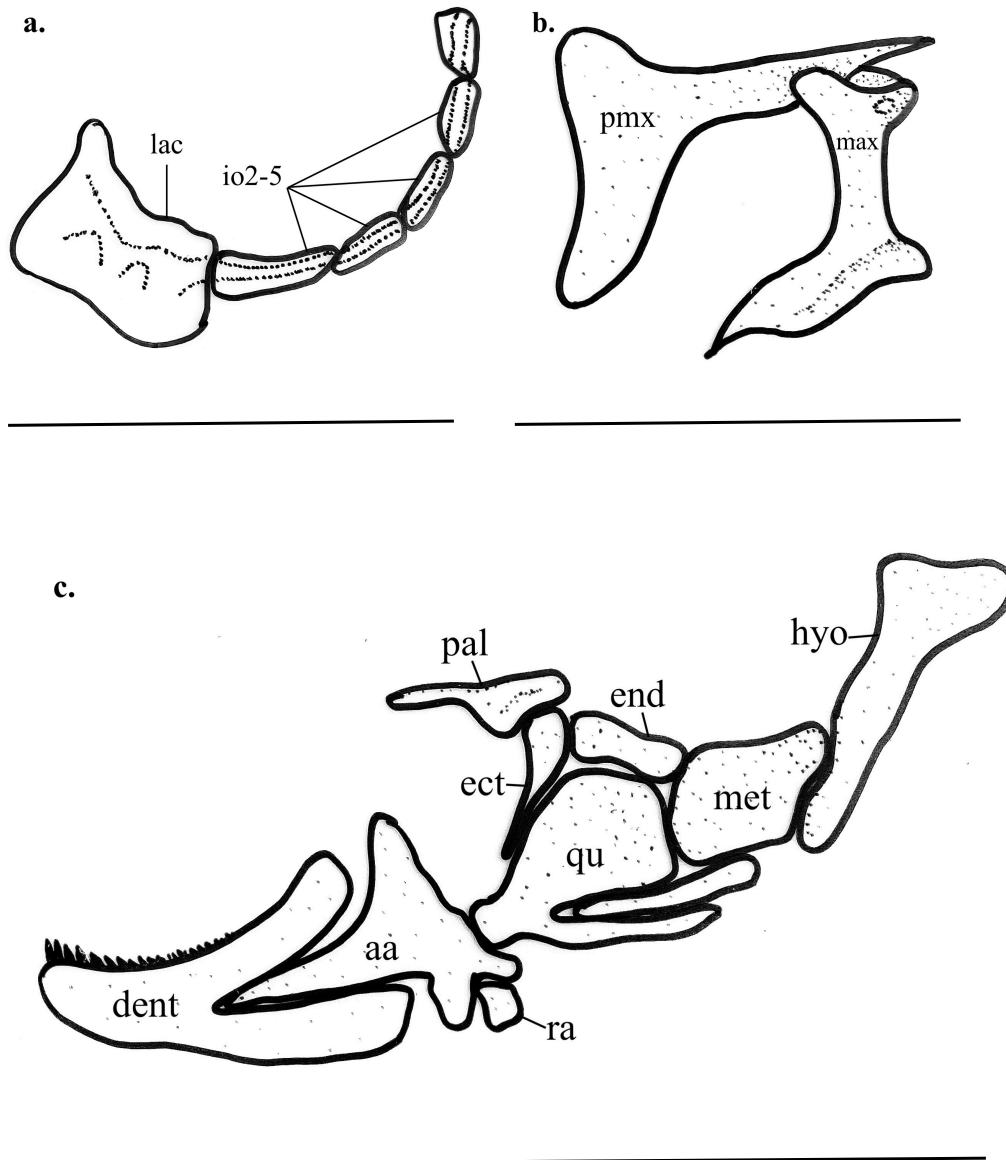 a.
lac
io2-5
b.
pmx
max
c.
pal
end
hyo
ect
met
qu
aa
dent
ra